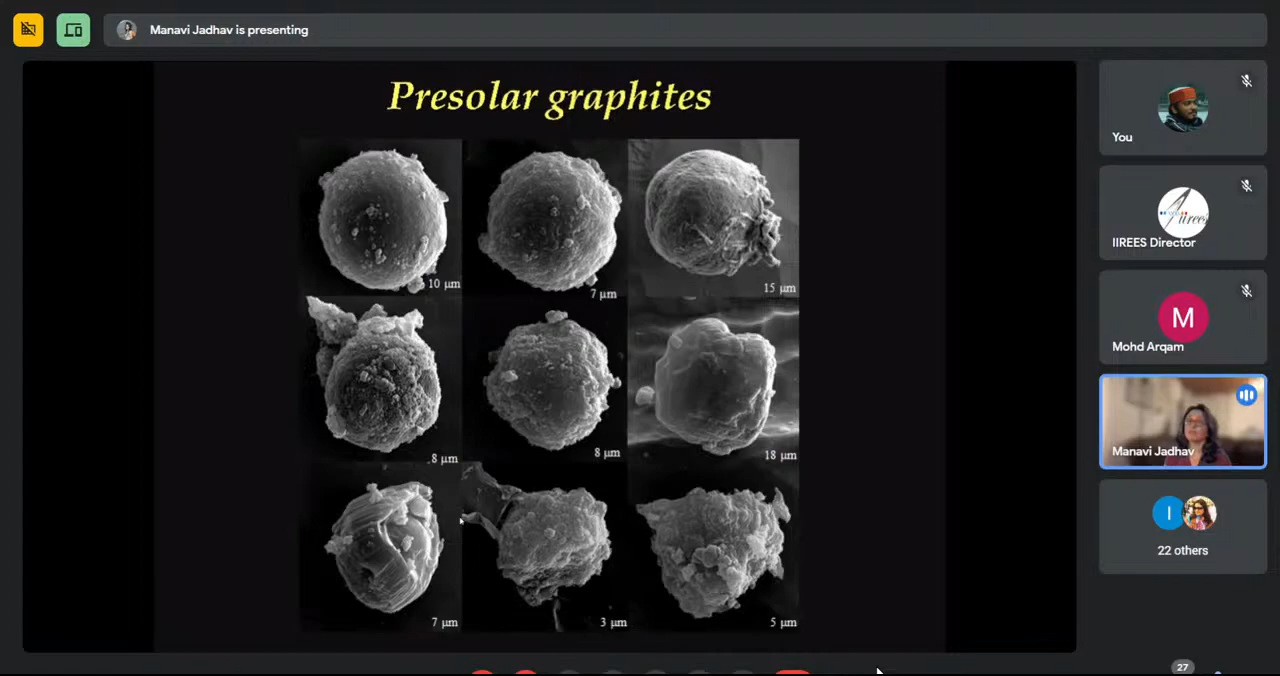 Manavi Jadhav is presenting
Presolar graphites
10 µm
7 µm
15 µm
8 µm
8 µm
18 µm
7 µm
3 µm
5 µm
You
IIREES Director
M
Mohd Arqam
Manavi Jadhav
I
22 others
27